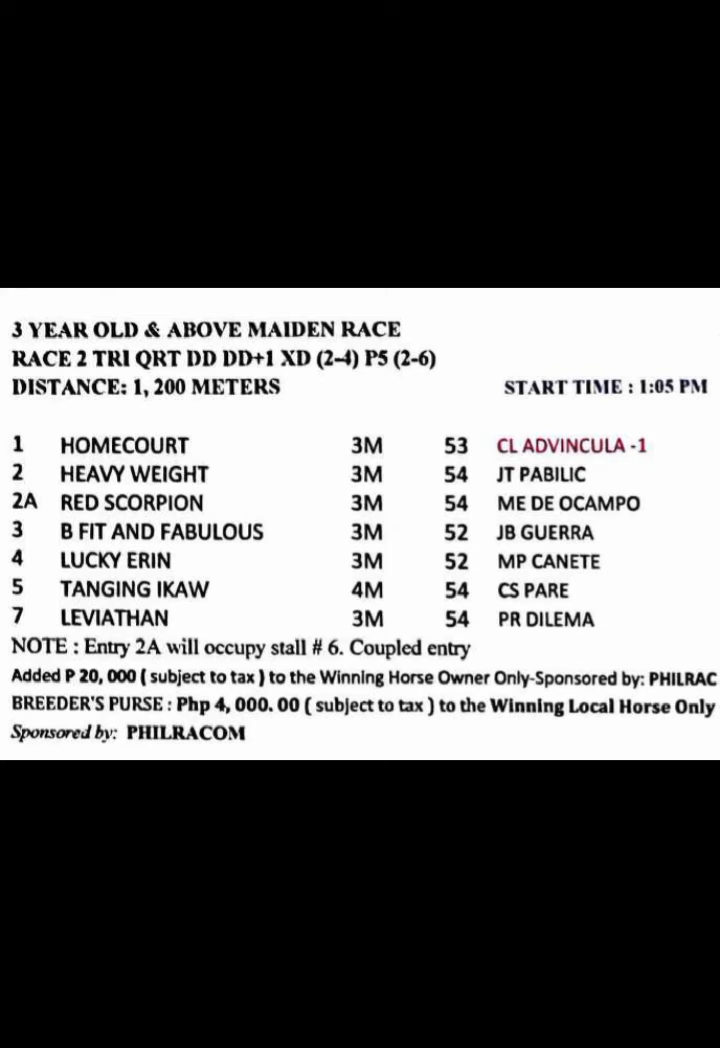 3 YEAR OLD & ABOVE MAIDEN RACE
RACE 2 TRI QRT DD DD+1 XD (2-4) P5 (2-6)
DISTANCE: 1, 200 METERS START TIME : 1:05 PM
1 HOMECOURT 3M 53 CL ADVINCULA -1
2 HEAVY WEIGHT 3M 54 JT PABILIC
2A RED SCORPION 3M 54 ME DE OCAMPO
3 B FIT AND FABULOUS 3M 52 JB GUERRA
4 LUCKY ERIN 3M 52 MP CANETE
5 TANGING IKAW 4M 54 CS PARE
7 LEVIATHAN 3M 54 PR DILEMA
NOTE : Entry 2A will occupy stall # 6. Coupled entry
Added P 20, 000 ( subject to tax ) to the Winning Horse Owner Only-Sponsored by: PHILRAC
BREEDER'S PURSE : Php 4, 000. 00 ( subject to tax ) to the Winning Local Horse Only
Sponsored by: PHILRACOM